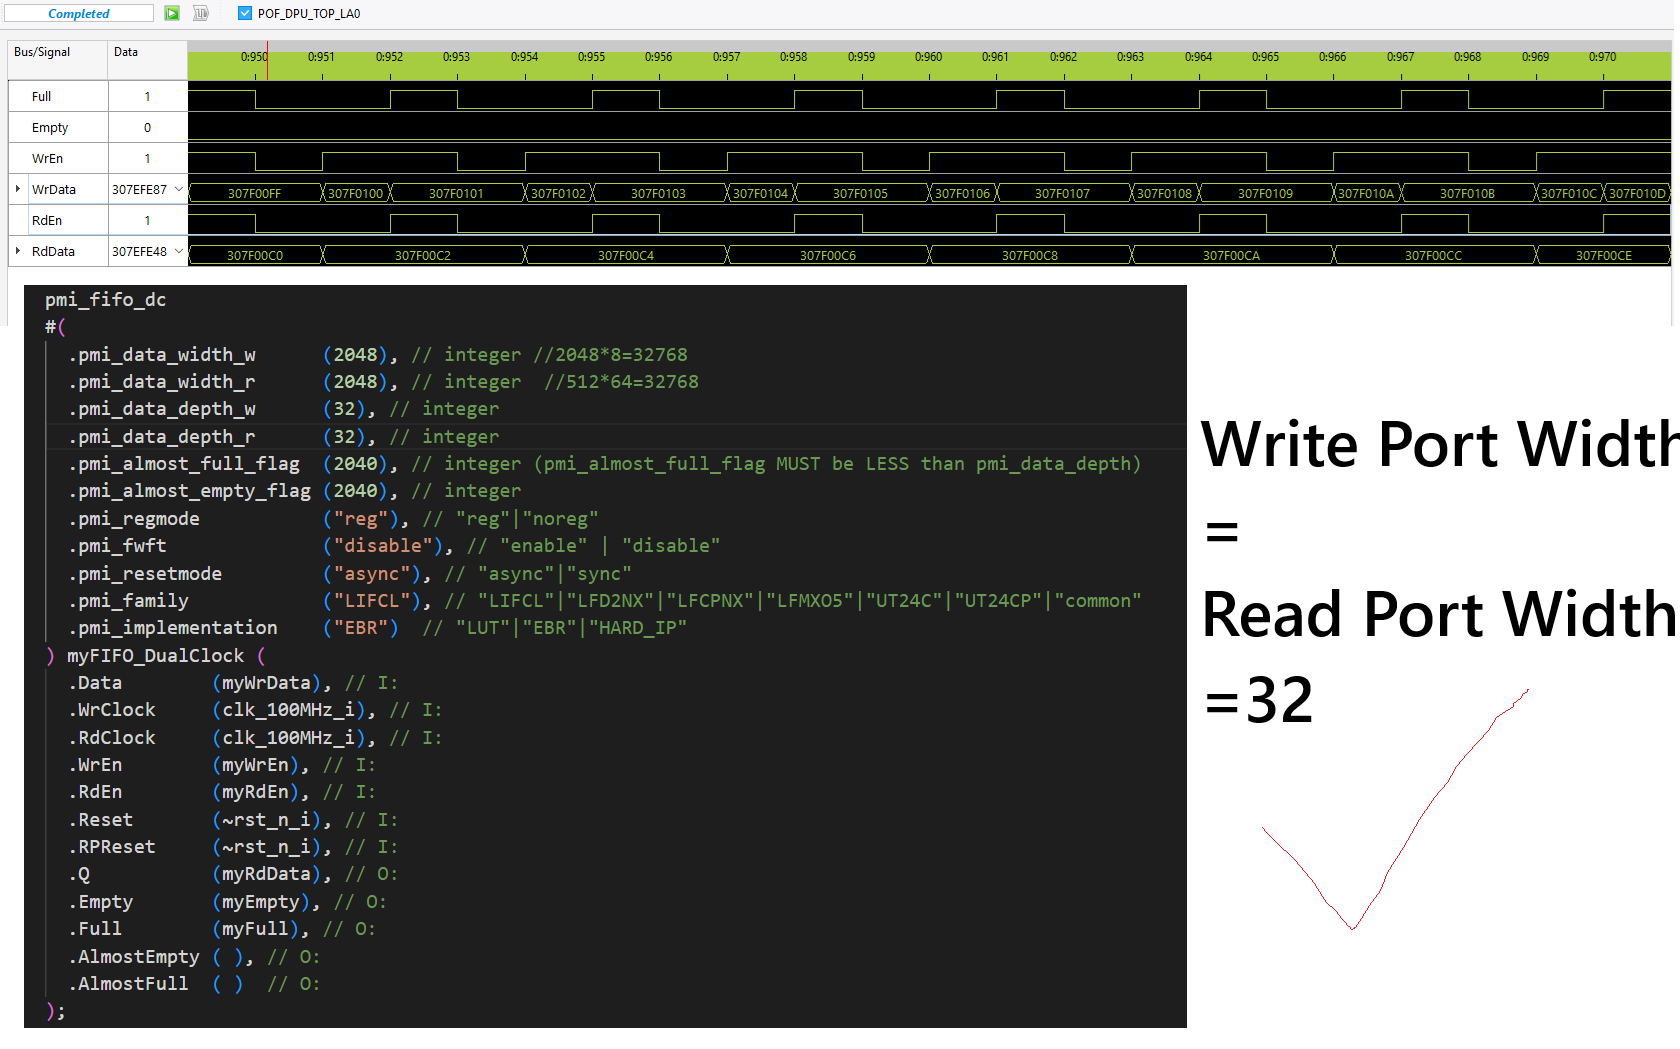 Completed
POF_DPU_TOP_LA0
Bus/Signal Data 0:950 0:951 0:952 0:953 0:954 0:955 0:956 0:957 0:958 0:959 0:960 0:961 0:962 0:963 0:964 0:965 0:966 0:967 0:968 0:969 0:970
Full 1
Empty 0
WrEn 1
WrData 307EFE87 307F00FF 307F0100 307F0101 307F0102 307F0103 307F0104 307F0105 307F0106 307F0107 307F0108 307F0109 307F010A 307F010B 307F010C 307F010D
RdEn 1
RdData 307EFE48 307F00C0 307F00C2 307F00C4 307F00C6 307F00C8 307F00CA 307F00CC 307F00CE
pmi_fifo_dc
#(
.pmi_data_width_w (2048), // integer //2048*8=32768
.pmi_data_width_r (2048), // integer //512*64=32768
.pmi_data_depth_w (32), // integer
.pmi_data_depth_r (32), // integer
.pmi_almost_full_flag (2040), // integer (pmi_almost_full_flag MUST be LESS than pmi_data_depth)
.pmi_almost_empty_flag (2040), // integer
.pmi_regmode ("reg"), // "reg"|"noreg"
.pmi_fwft ("disable"), // "enable" | "disable"
.pmi_resetmode ("async"), // "async"|"sync"
.pmi_family ("LIFCL"), // "LIFCL"|"LFD2NX"|"LFCPNX"|"LFMXO5"|"UT24C"|"UT24CP"|"common"
.pmi_implementation ("EBR") // "LUT"|"EBR"|"HARD_IP"
) myFIFO_DualClock (
.Data (myWrData), // I:
.WrClock (clk_100MHz_i), // I:
.RdClock (clk_100MHz_i), // I:
.WrEn (myWrEn), // I:
.RdEn (myRdEn), // I:
.Reset (~rst_n_i), // I:
.RPReset (~rst_n_i), // I:
.Q (myRdData), // O:
.Empty (myEmpty), // O:
.Full (myFull), // O:
.AlmostEmpty ( ), // O:
.AlmostFull ( ) // O:
);
Write Port Width
=
Read Port Width
=32